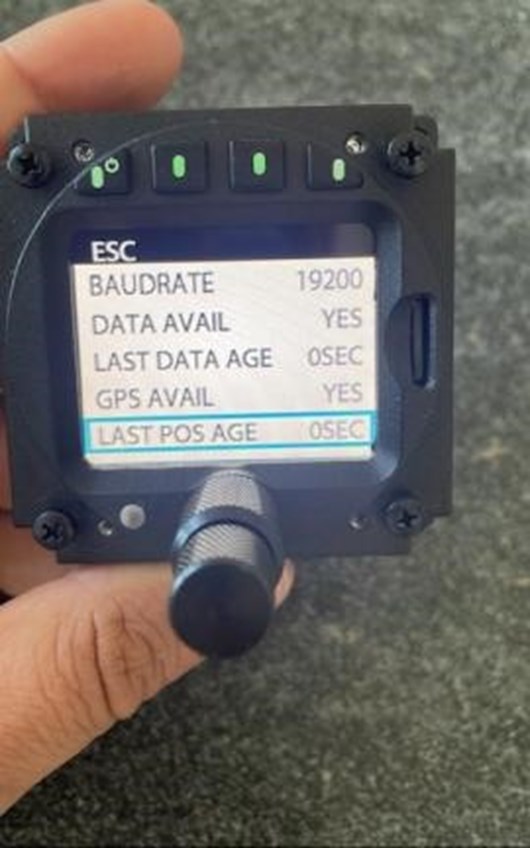 ESC
BAUDRATE 19200
DATA AVAIL YES
LAST DATA AGE 0SEC
GPS AVAIL YES
LAST POS AGE 0SEC